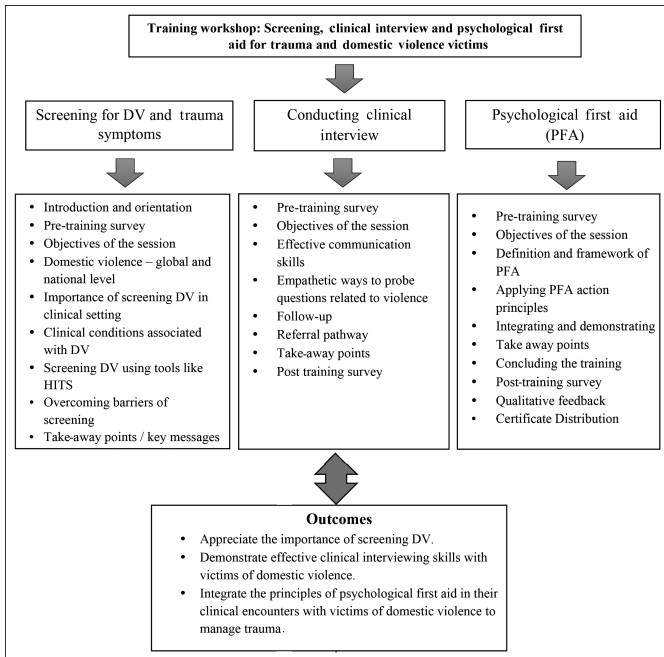 Training workshop: Screening, clinical interview and psychological first
aid for trauma and domestic violence victims
Screening for DV and trauma
symptoms
Conducting clinical
interview
Psychological first aid
(PFA)
• Introduction and orientation
• Pre-training survey
• Objectives of the session
• Domestic violence – global and
national level
• Importance of screening DV in
clinical setting
• Clinical conditions associated
with DV
• Screening DV using tools like
HITS
• Overcoming barriers of
screening
• Take-away points / key messages
• Pre-training survey
• Objectives of the session
• Effective communication
skills
• Empathetic ways to probe
questions related to violence
• Follow-up
• Referral pathway
• Take-away points
• Post training survey
• Pre-training survey
• Objectives of the session
• Definition and framework of
PFA
• Applying PFA action
principles
• Integrating and demonstrating
• Take away points
• Concluding the training
• Post-training survey
• Qualitative feedback
• Certificate Distribution
Outcomes
• Appreciate the importance of screening DV.
• Demonstrate effective clinical interviewing skills with
victims of domestic violence.
• Integrate the principles of psychological first aid in their
clinical encounters with victims of domestic violence to
manage trauma.